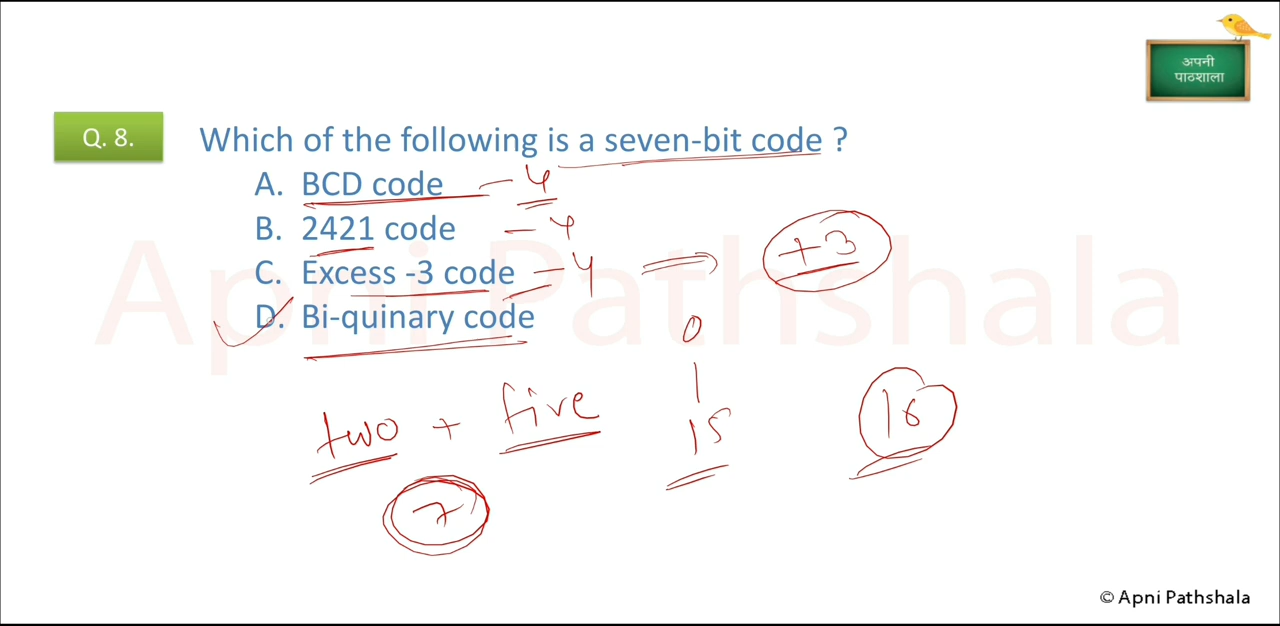 अपनी
पाठशाला
Q. 8. Which of the following is a seven-bit code ?
A. BCD code – 4
B. 2421 code – 4
C. Excess -3 code – 4 → +3
D. Bi-quinary code
0
1
15
16
two + five
7
Apni Pathshala
© Apni Pathshala